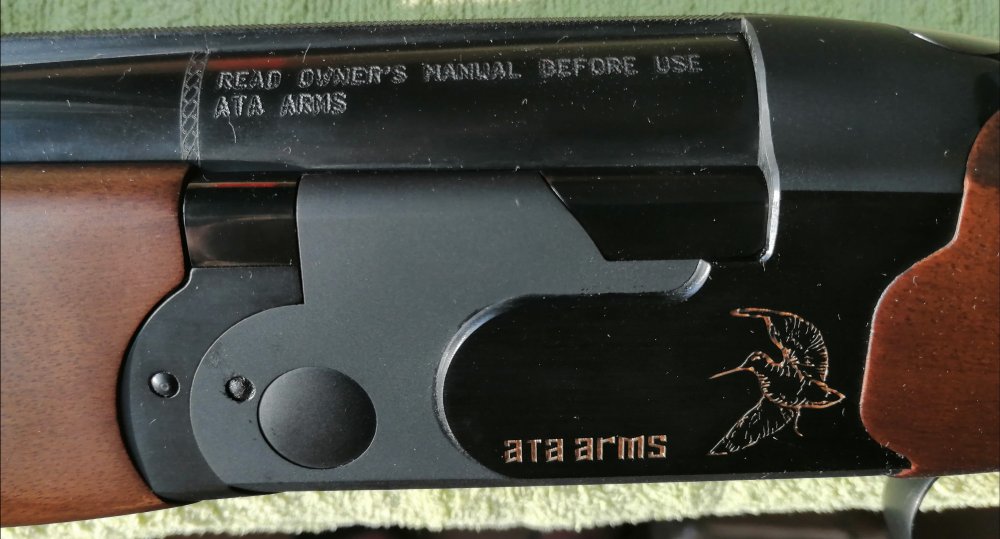 READ OWNER'S MANUAL BEFORE USE
ATA ARMS
ATA ARMS